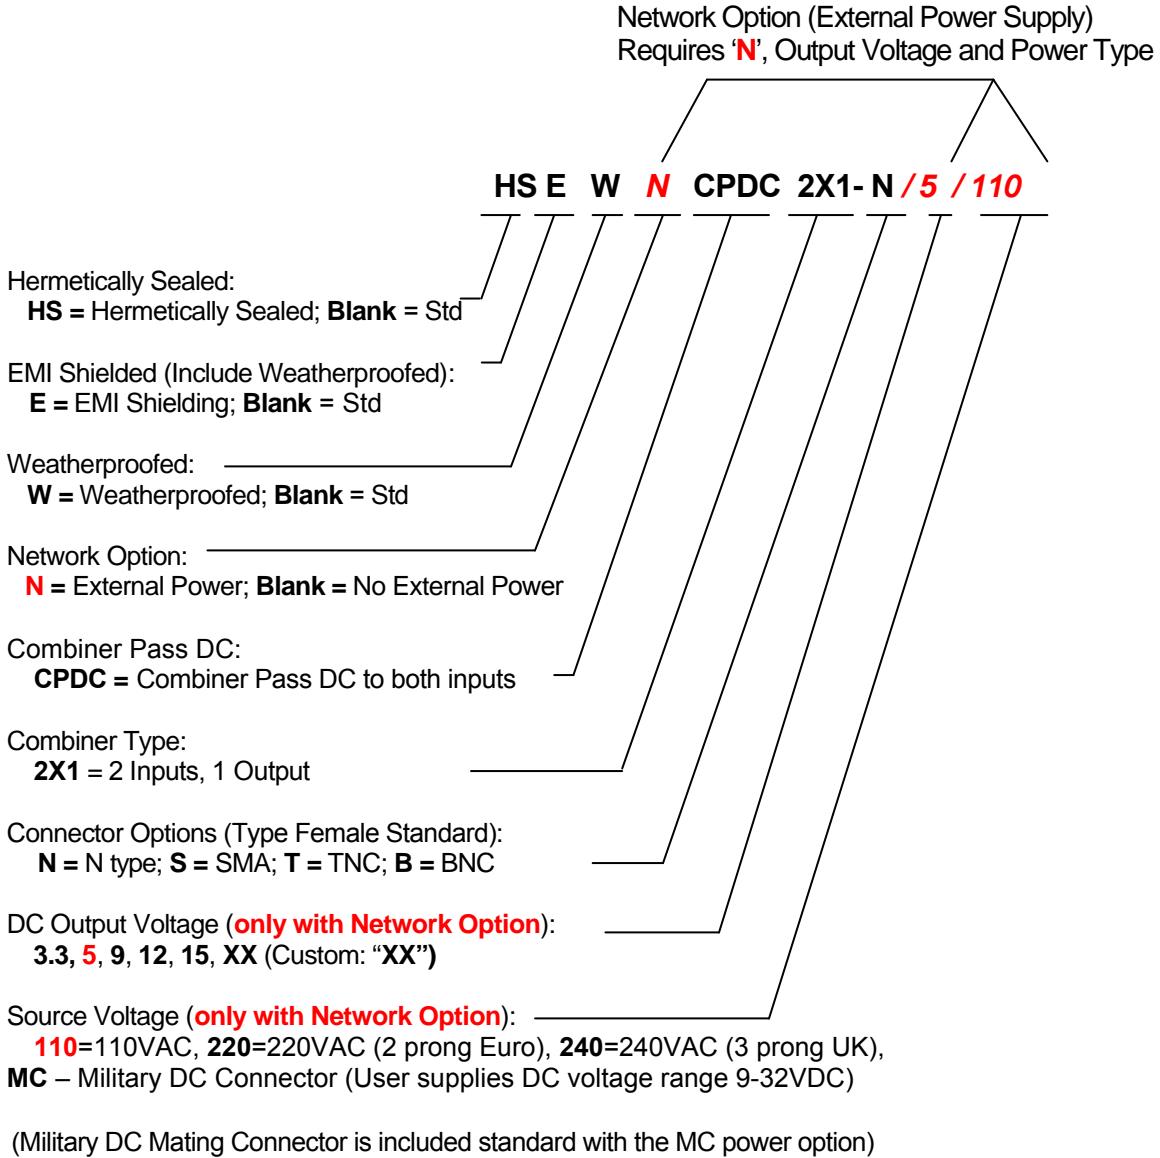 Network Option (External Power Supply)
Requires ‘N’, Output Voltage and Power Type
HS E W N CPDC 2X1- N / 5 / 110
Hermetically Sealed:
HS = Hermetically Sealed; Blank = Std
EMI Shielded (Include Weatherproofed):
E = EMI Shielding; Blank = Std
Weatherproofed:
W = Weatherproofed; Blank = Std
Network Option:
N = External Power; Blank = No External Power
Combiner Pass DC:
CPDC = Combiner Pass DC to both inputs
Combiner Type:
2X1 = 2 Inputs, 1 Output
Connector Options (Type Female Standard):
N = N type; S = SMA; T = TNC; B = BNC
DC Output Voltage (only with Network Option):
3.3, 5, 9, 12, 15, XX (Custom: “XX”)
Source Voltage (only with Network Option):
110=110VAC, 220=220VAC (2 prong Euro), 240=240VAC (3 prong UK),
MC – Military DC Connector (User supplies DC voltage range 9-32VDC)
(Military DC Mating Connector is included standard with the MC power option)